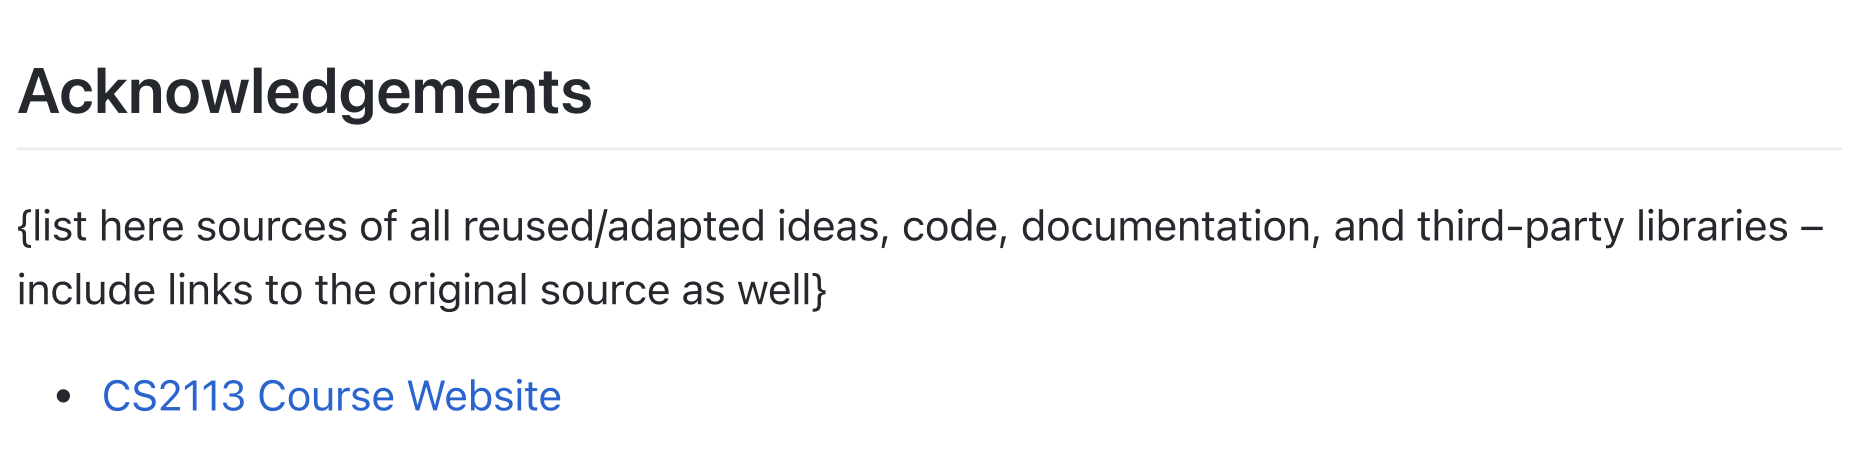 Acknowledgements
{list here sources of all reused/adapted ideas, code, documentation, and third-party libraries –
include links to the original source as well}
• CS2113 Course Website